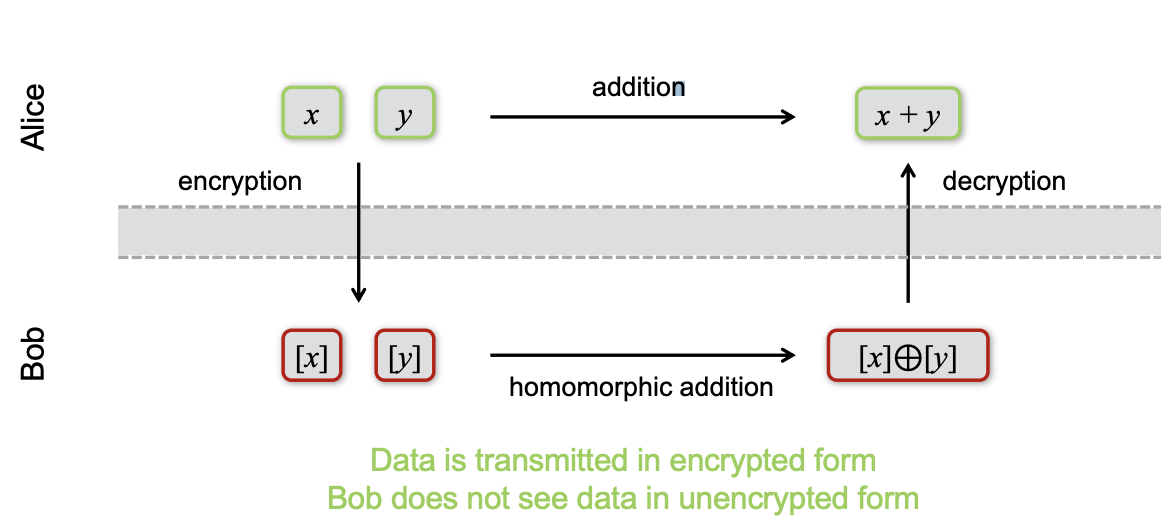 Alice
addition
x
y
x + y
encryption
decryption
Bob
[x]
[y]
[x]⊕[y]
homomorphic addition
Data is transmitted in encrypted form
Bob does not see data in unencrypted form